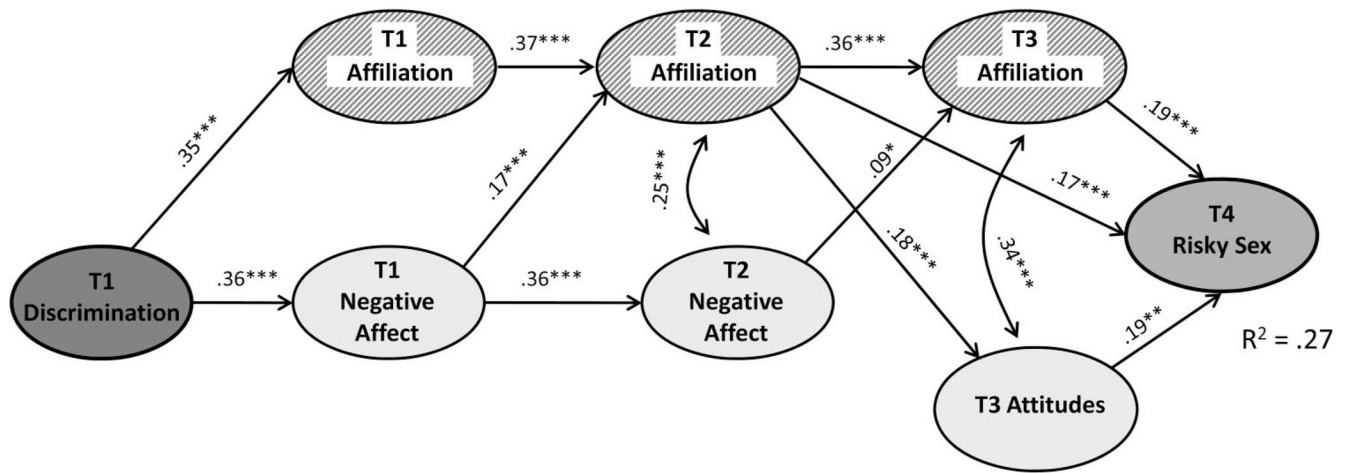 T1
Affiliation
.37***
T2
Affiliation
.36***
T3
Affiliation
.35***
.17***
.25***
.09*
.19***
.17***
T4
Risky Sex
T1
Discrimination
.36***
T1
Negative
Affect
.36***
T2
Negative
Affect
.18***
.34***
.19**
R² = .27
T3 Attitudes